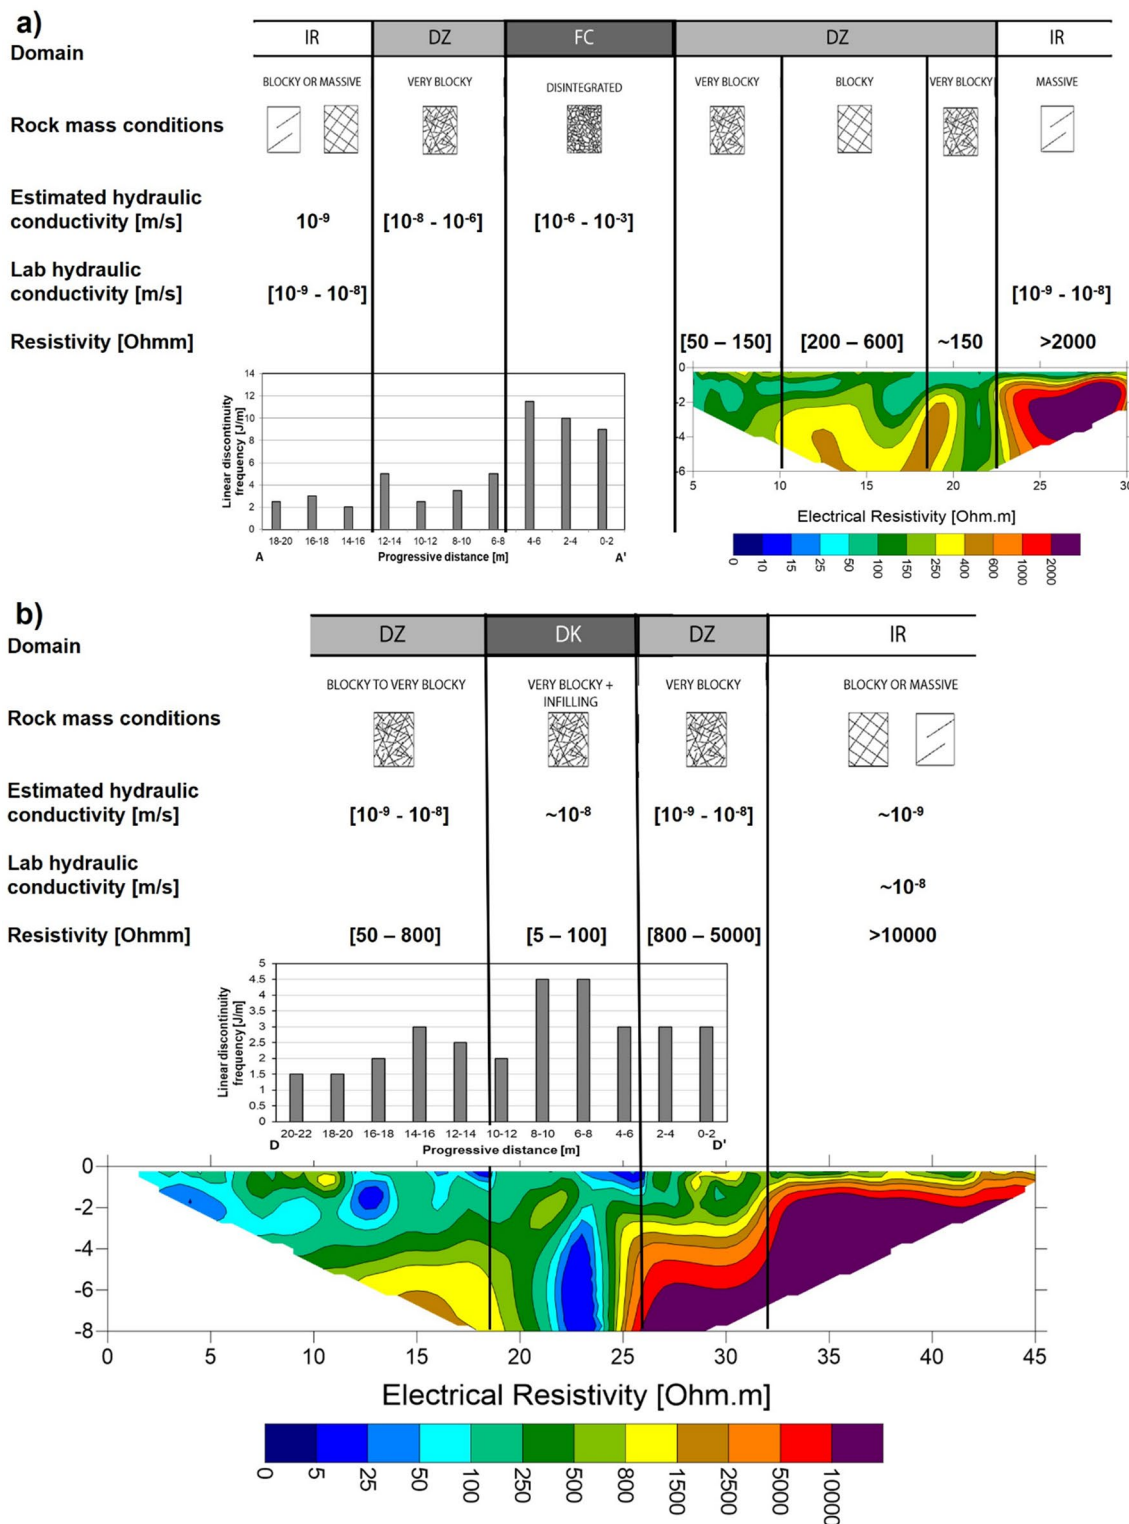 a)
Domain
IR DZ FC DZ IR
Rock mass conditions
BLOCKY OR MASSIVE VERY BLOCKY DISINTEGRATED VERY BLOCKY BLOCKY VERY BLOCKY MASSIVE
Estimated hydraulic
conductivity [m/s]
10⁻⁹ [10⁻⁸ - 10⁻⁶] [10⁻⁶ - 10⁻³]
Lab hydraulic
conductivity [m/s]
[10⁻⁹ - 10⁻⁸] [10⁻⁹ - 10⁻⁸]
Resistivity [Ohmm]
[50 – 150] [200 – 600] ~150 >2000
Linear discontinuity
frequency [J/m]
14
12
10
8
6
4
2
0
18-20 16-18 14-16 12-14 10-12 8-10 6-8 4-6 2-4 0-2
A Progressive distance [m] A'
0
-2
-4
-6
5 10 15 20 25 30
Electrical Resistivity [Ohm.m]
0 10 15 25 50 100 150 250 400 600 1000 2000
b)
Domain
DZ DK DZ IR
Rock mass conditions
BLOCKY TO VERY BLOCKY VERY BLOCKY + VERY BLOCKY BLOCKY OR MASSIVE
INFILLING
Estimated hydraulic
conductivity [m/s]
[10⁻⁹ - 10⁻⁸] ~10⁻⁸ [10⁻⁹ - 10⁻⁸] ~10⁻⁹
Lab hydraulic
conductivity [m/s]
~10⁻⁸
Resistivity [Ohmm]
[50 – 800] [5 – 100] [800 – 5000] >10000
Linear discontinuity
frequency [J/m]
5
4.5
4
3.5
3
2.5
2
1.5
1
0.5
0
20-22 18-20 16-18 14-16 12-14 10-12 8-10 6-8 4-6 2-4 0-2
D Progressive distance [m] D'
0
-2
-4
-6
-8
0 5 10 15 20 25 30 35 40 45
Electrical Resistivity [Ohm.m]
0 5 25 50 100 250 500 800 1500 2500 5000 10000